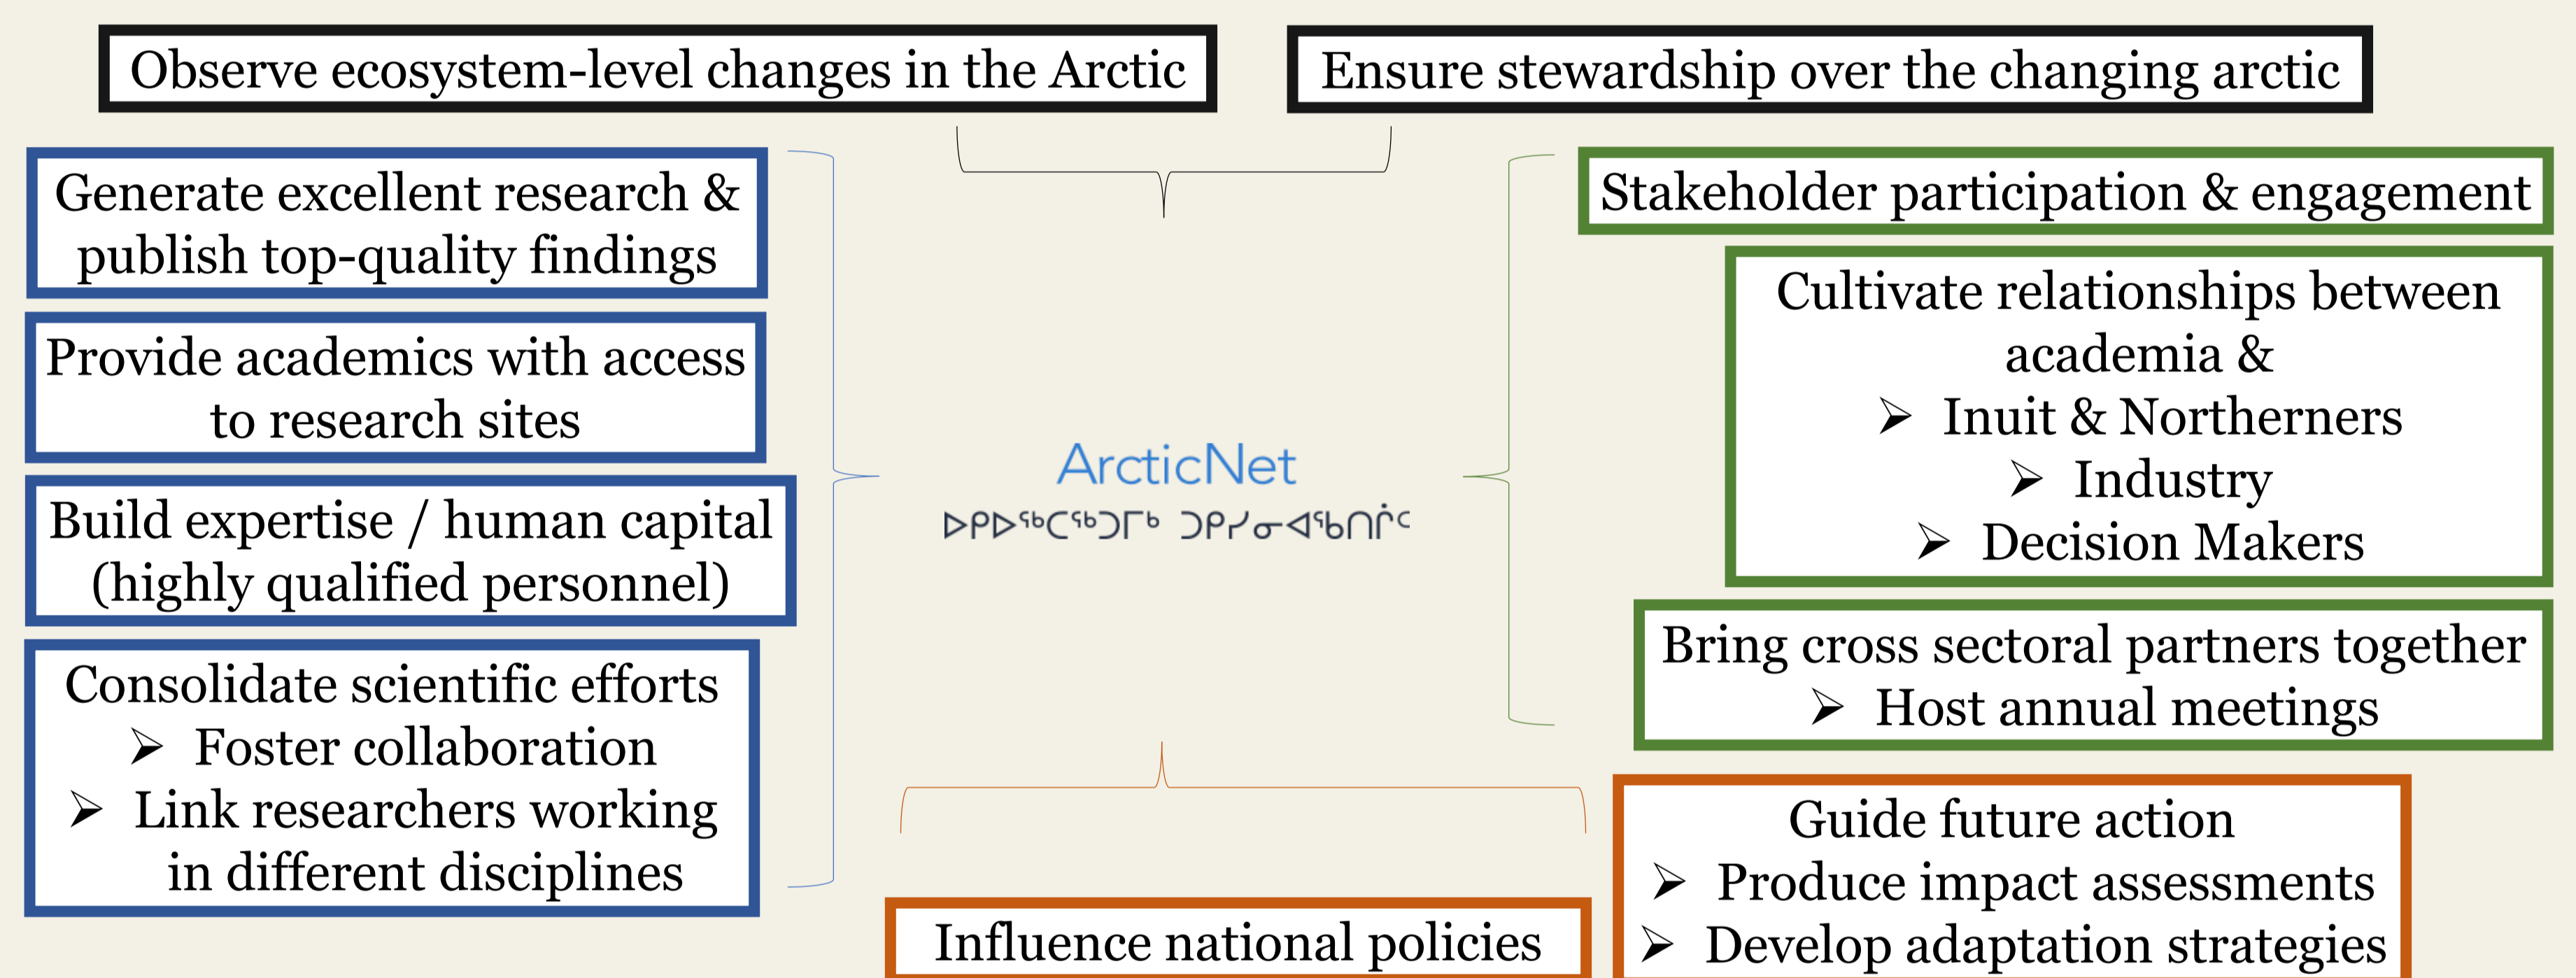 Observe ecosystem-level changes in the Arctic
Ensure stewardship over the changing arctic
Generate excellent research &
publish top-quality findings
Provide academics with access
to research sites
Build expertise / human capital
(highly qualified personnel)
Consolidate scientific efforts
➢ Foster collaboration
➢ Link researchers working
in different disciplines
ArcticNet
ᐅᑭᐅᖅᑕᖅᑐᒥᒃ ᑐᑭᓯᓂᐊᖃᑎᒌᑦ
Stakeholder participation & engagement
Cultivate relationships between
academia &
➢ Inuit & Northerners
➢ Industry
➢ Decision Makers
Bring cross sectoral partners together
➢ Host annual meetings
Influence national policies
Guide future action
➢ Produce impact assessments
➢ Develop adaptation strategies